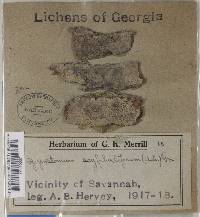 Lichens of Georgia
Herbarium of G. K. Merrill
Vicinity of Savannah,
leg. A. B. Hervey, 1917-18.